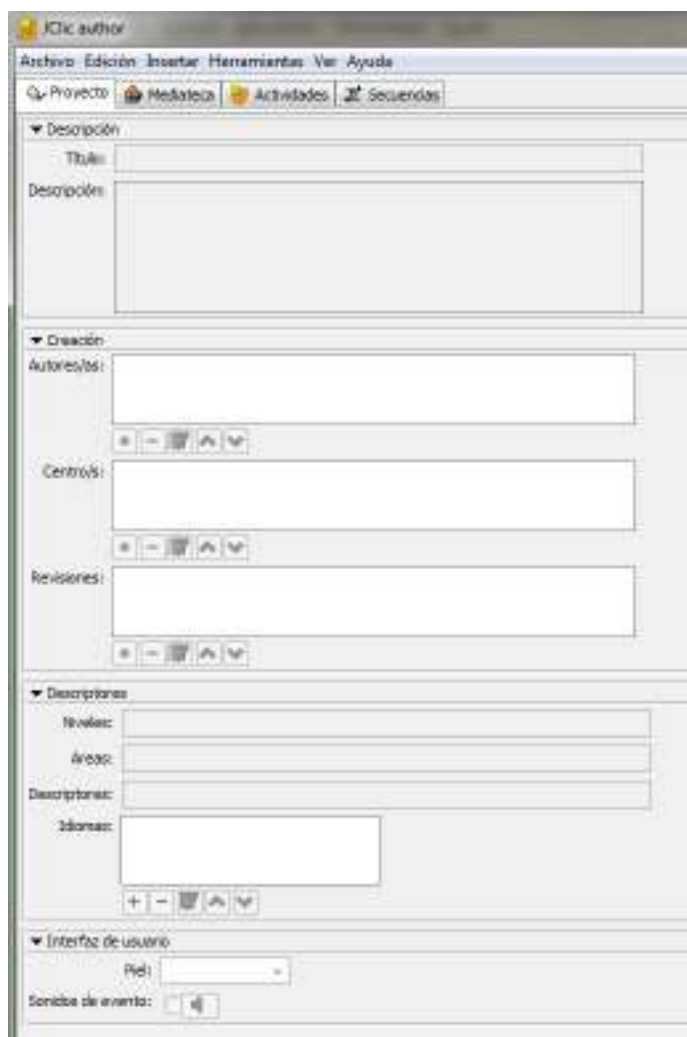 JClic author
Archivo Edición Insertar Herramientas Ver Ayuda
Proyecto Mediateca Actividades Secuencias
Descripción
Título:
Descripción:
Creación
Autores/as:
Centro/s:
Revisiones:
Descriptores
Niveles:
Áreas:
Descriptores:
Idiomas:
Interfaz de usuario
Piel:
Sonidos de evento: